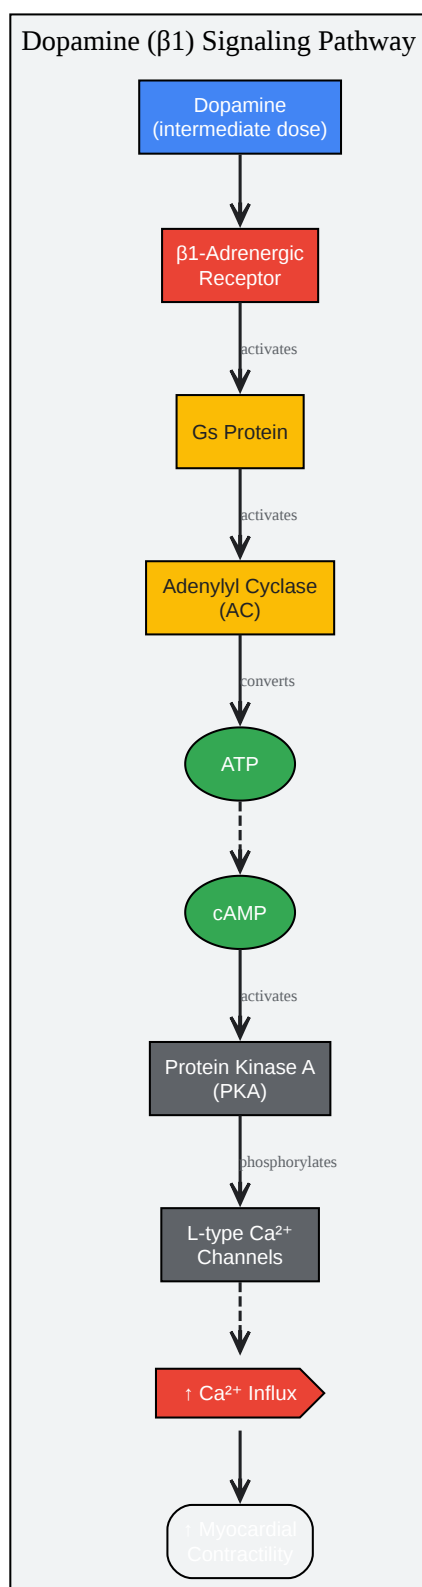 Dopamine (β1) Signaling Pathway
Dopamine
(intermediate dose)
β1-Adrenergic
Receptor
activates
Gs Protein
activates
Adenylyl Cyclase
(AC)
converts
ATP
cAMP
activates
Protein Kinase A
(PKA)
phosphorylates
L-type Ca²⁺
Channels
↑ Ca²⁺ Influx
↑ Myocardial
Contractility